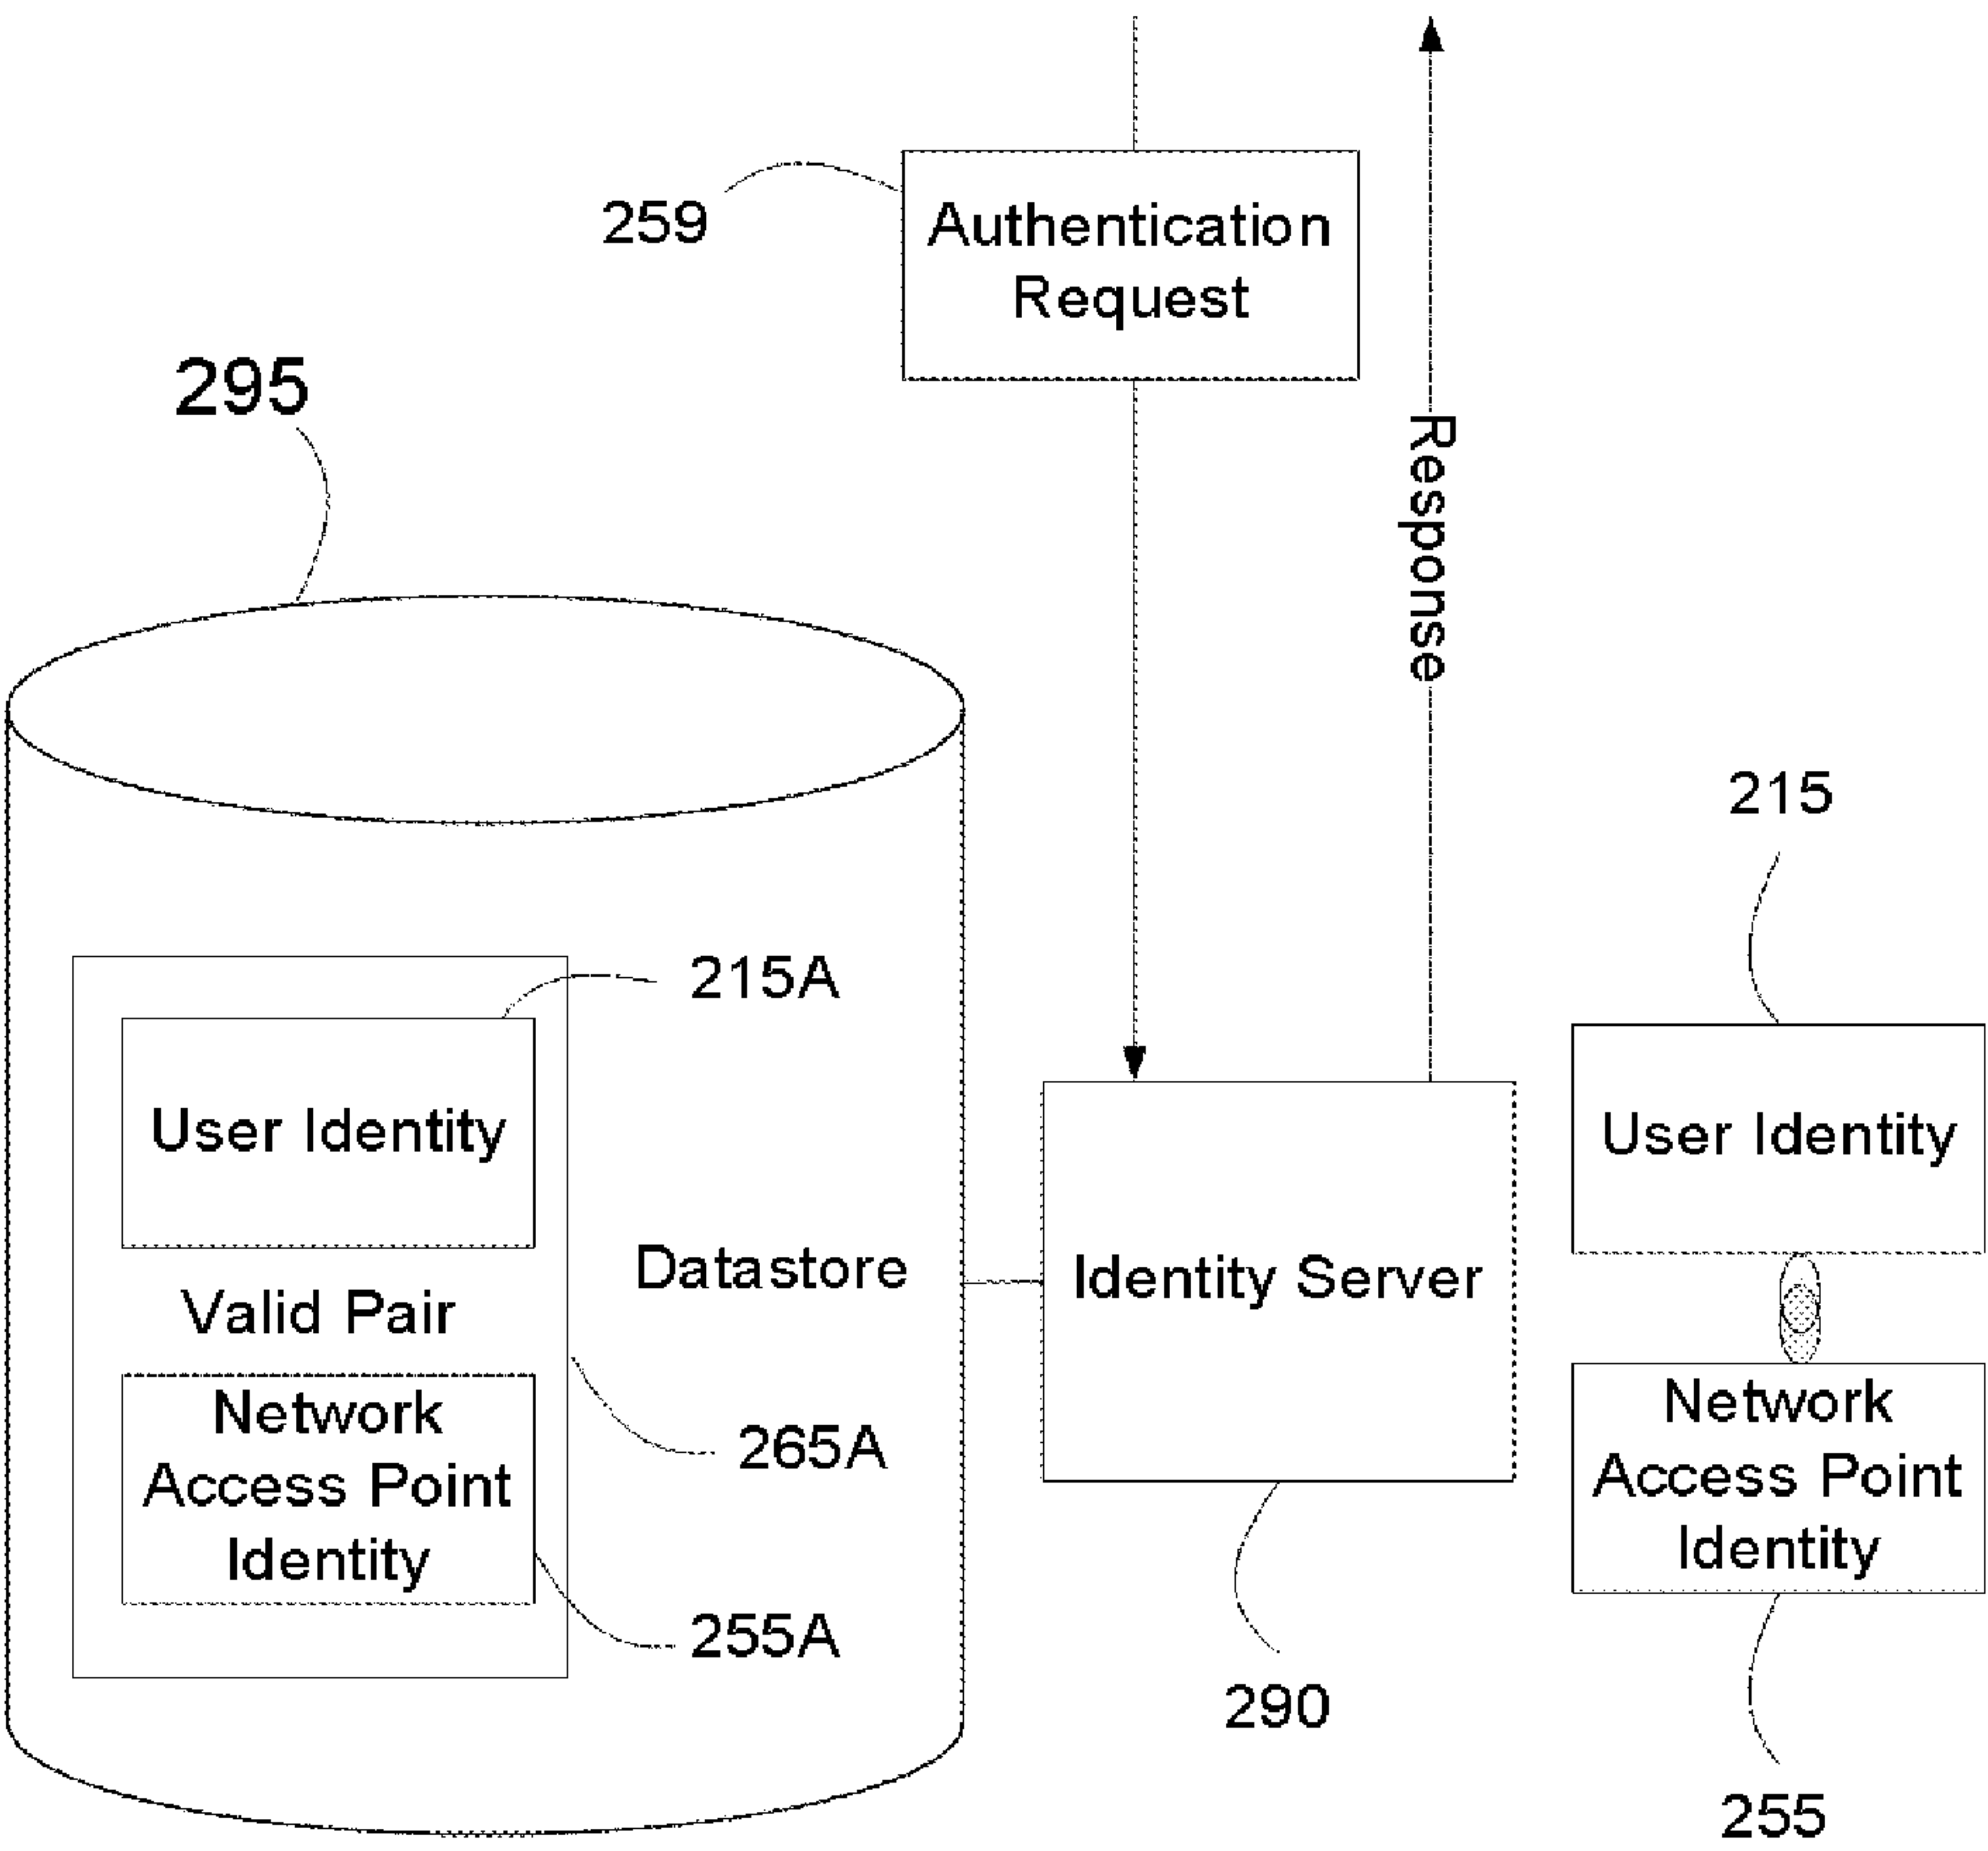 259
Authentication
Request
295
Response
215
215A
User Identity
User Identity
Datastore
Identity Server
Valid Pair
Network
Access Point
Identity
Network
Access Point
Identity
265A
255A
290
255